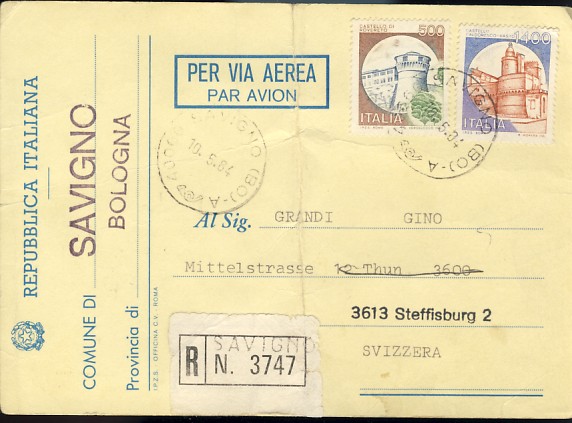 REPUBBLICA ITALIANA
COMUNE DI SAVIGNO
Provincia di BOLOGNA
I.P.Z.S. OFFICINA C.V. ROMA
PER VIA AEREA
PAR AVION
CASTELLO DI ROVERETO 500
ITALIA
1400
ITALIA
SAVIGNO (BO)-A
10.5.84
Al Sig. GRANDI GINO
Mittelstrasse 12 Thun 3600
3613 Steffisburg 2
SVIZZERA
SAVIGNO
R N. 3747